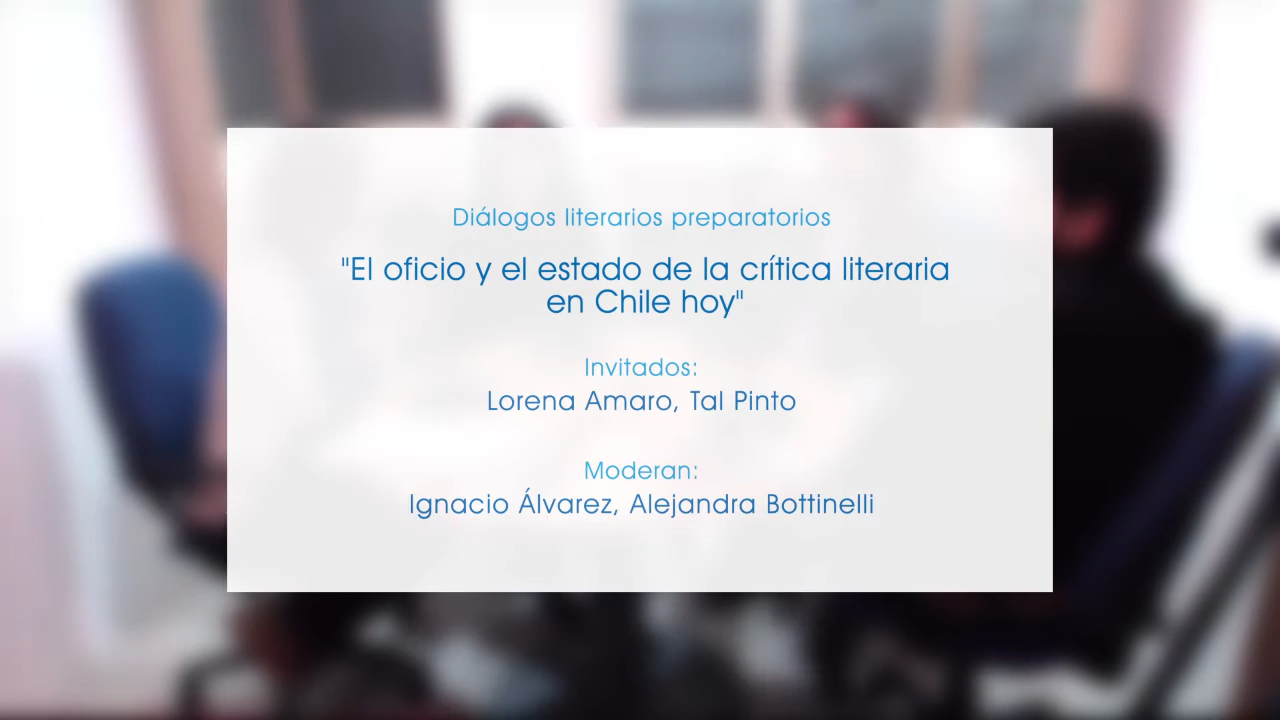 Diálogos literarios preparatorios
"El oficio y el estado de la crítica literaria
en Chile hoy"
Invitados:
Lorena Amaro, Tal Pinto
Moderan:
Ignacio Álvarez, Alejandra Bottinelli